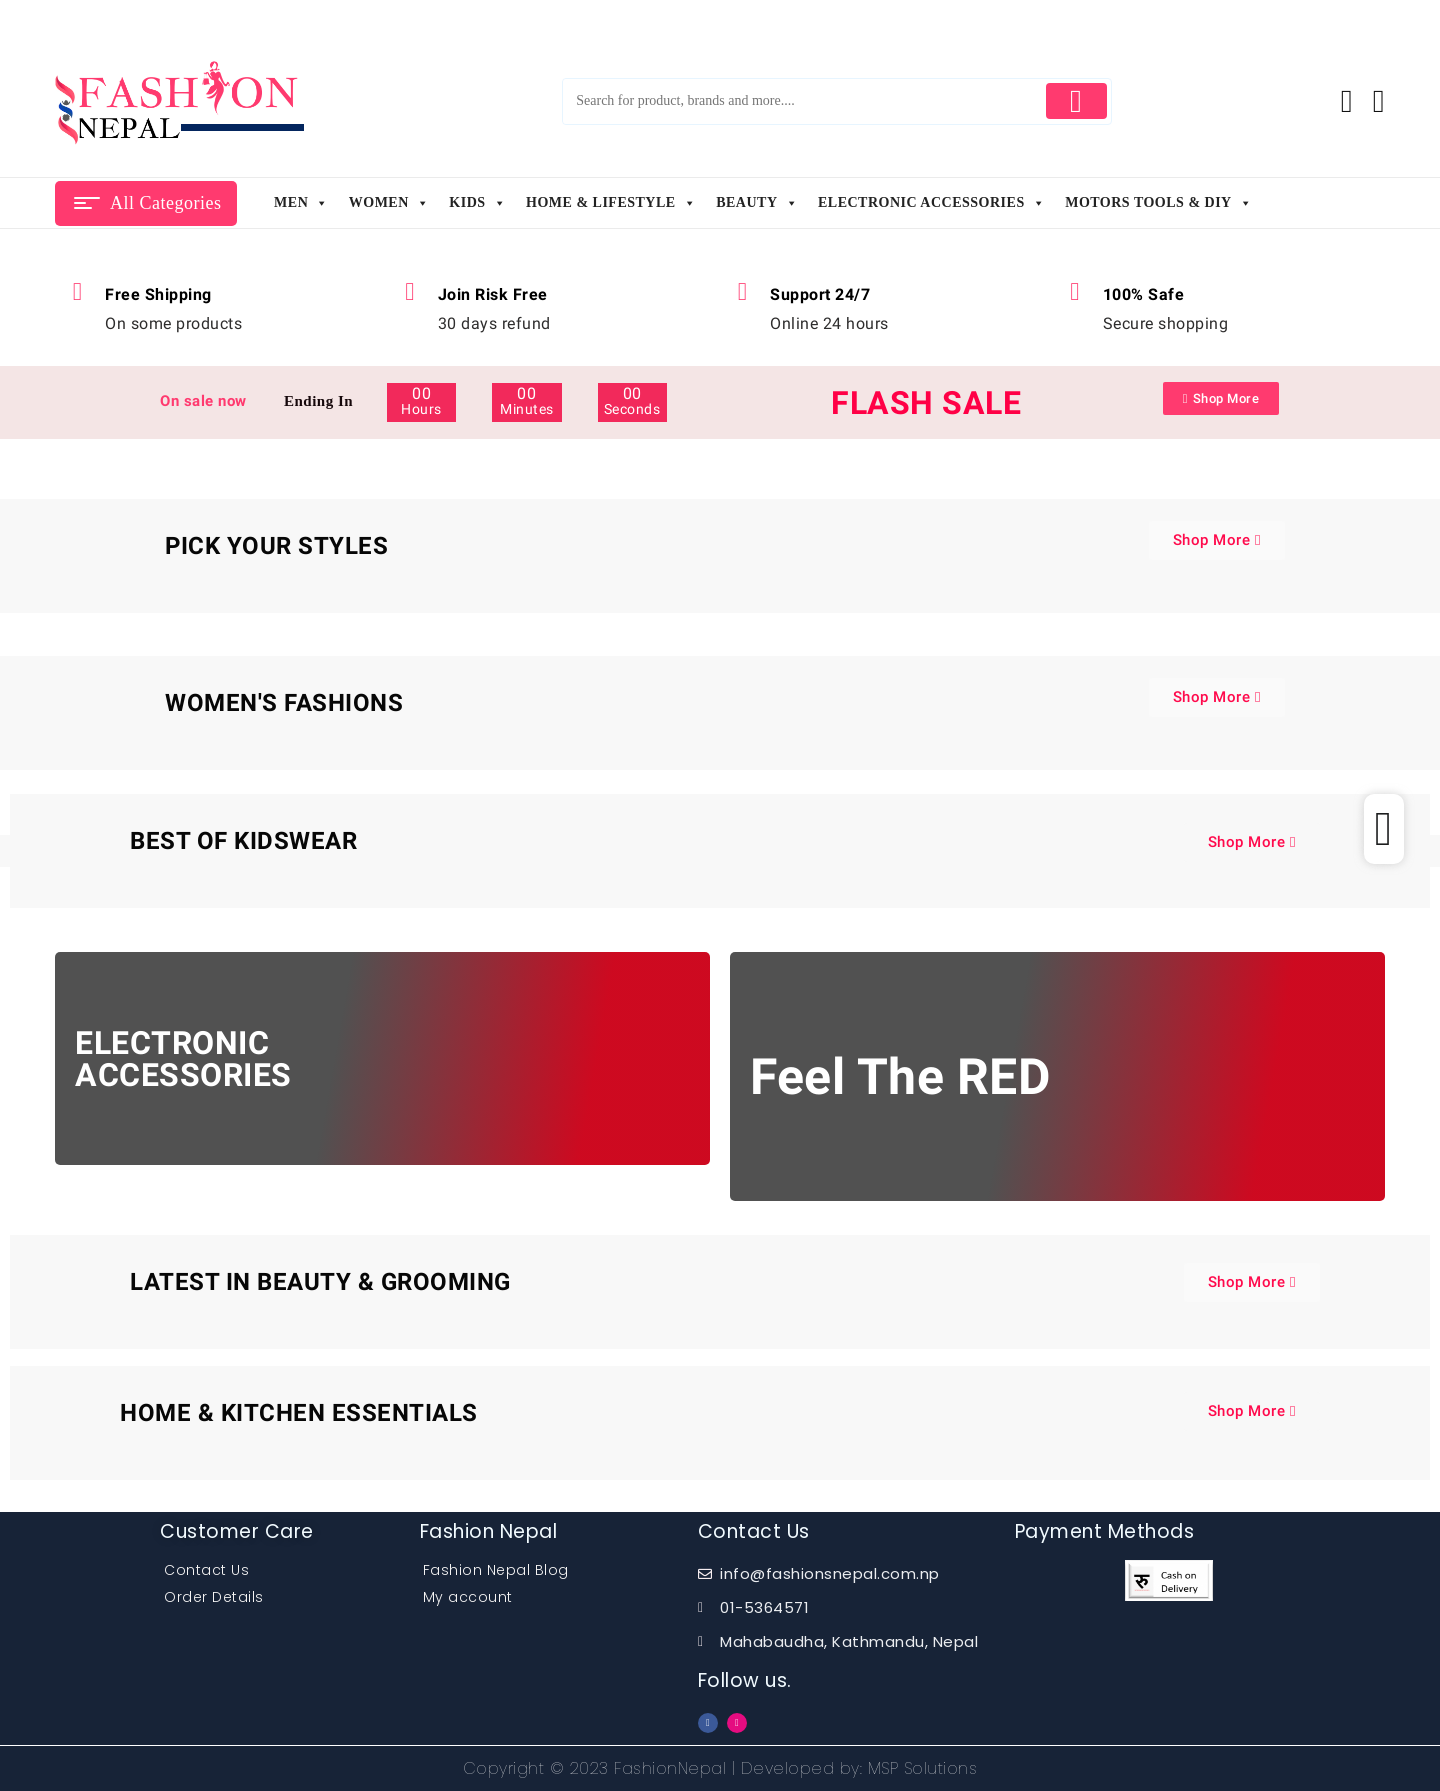 FASHION
NEPAL
Search for product, brands and more....
All Categories
MEN
WOMEN
KIDS
HOME & LIFESTYLE
BEAUTY
ELECTRONIC ACCESSORIES
MOTORS TOOLS & DIY
Free Shipping
On some products
Join Risk Free
30 days refund
Support 24/7
Online 24 hours
100% Safe
Secure shopping
On sale now
Ending In
00
Hours
00
Minutes
00
Seconds
FLASH SALE
Shop More
PICK YOUR STYLES
Shop More
WOMEN'S FASHIONS
Shop More
BEST OF KIDSWEAR
Shop More
ELECTRONIC
ACCESSORIES
Feel The RED
LATEST IN BEAUTY & GROOMING
Shop More
HOME & KITCHEN ESSENTIALS
Shop More
Customer Care
Contact Us
Order Details
Fashion Nepal
Fashion Nepal Blog
My account
Contact Us
info@fashionsnepal.com.np
01-5364571
Mahabaudha, Kathmandu, Nepal
Follow us.
Payment Methods
रु
Cash on
Delivery
Copyright © 2023 FashionNepal | Developed by: MSP Solutions